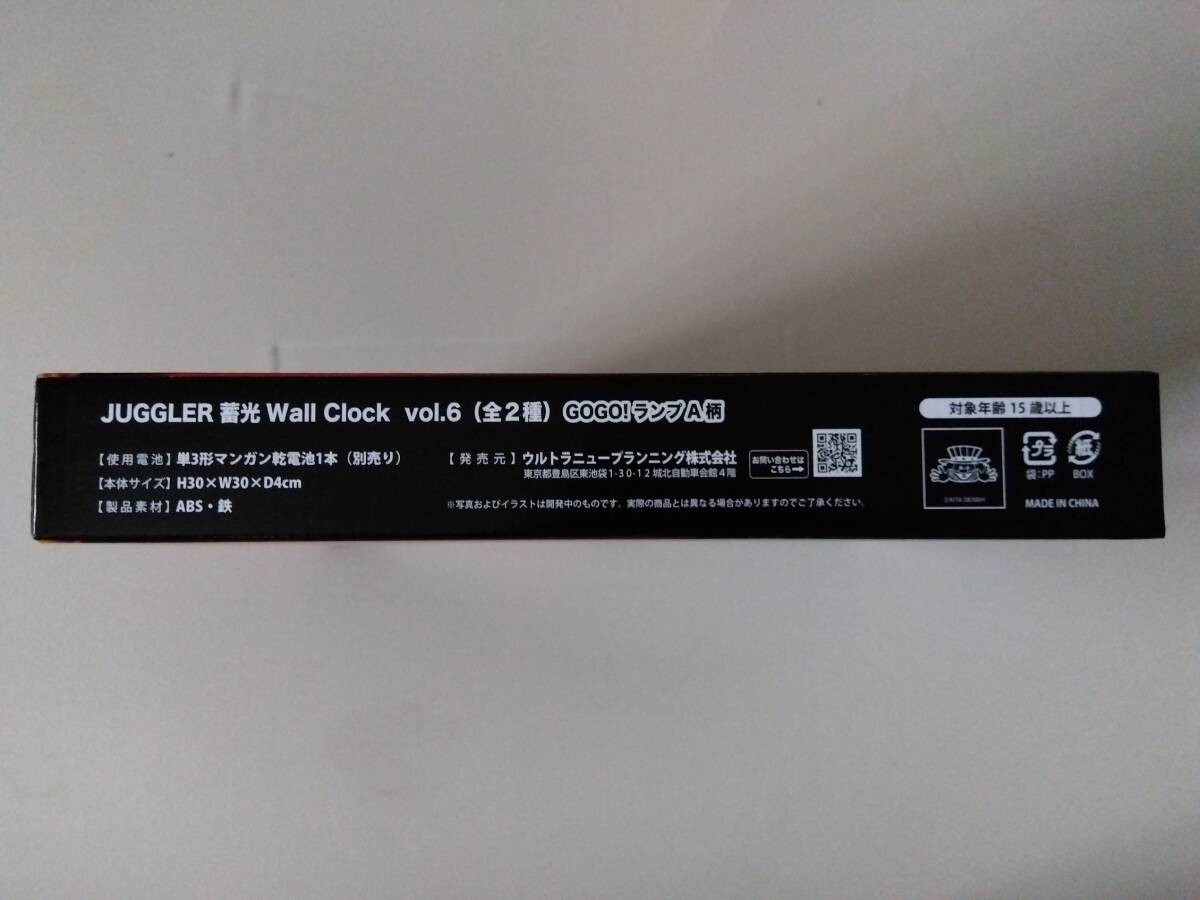 JUGGLER 蓄光 Wall Clock vol.6（全２種）GOGO!ランプA柄
【使用電池】単3形マンガン乾電池1本（別売り）
【本体サイズ】H30×W30×D4cm
【製品素材】ABS・鉄
【発売元】ウルトラニュープランニング株式会社
東京都豊島区東池袋1-30-12 城北自動車会館４階
お問い合わせは
こちら→
※写真およびイラストは開発中のものです。実際の商品とは異なる場合がありますのでご了承ください。
対象年齢 15 歳以上
©KITA DENSHI
プラ
袋：PP
紙
BOX
MADE IN CHINA